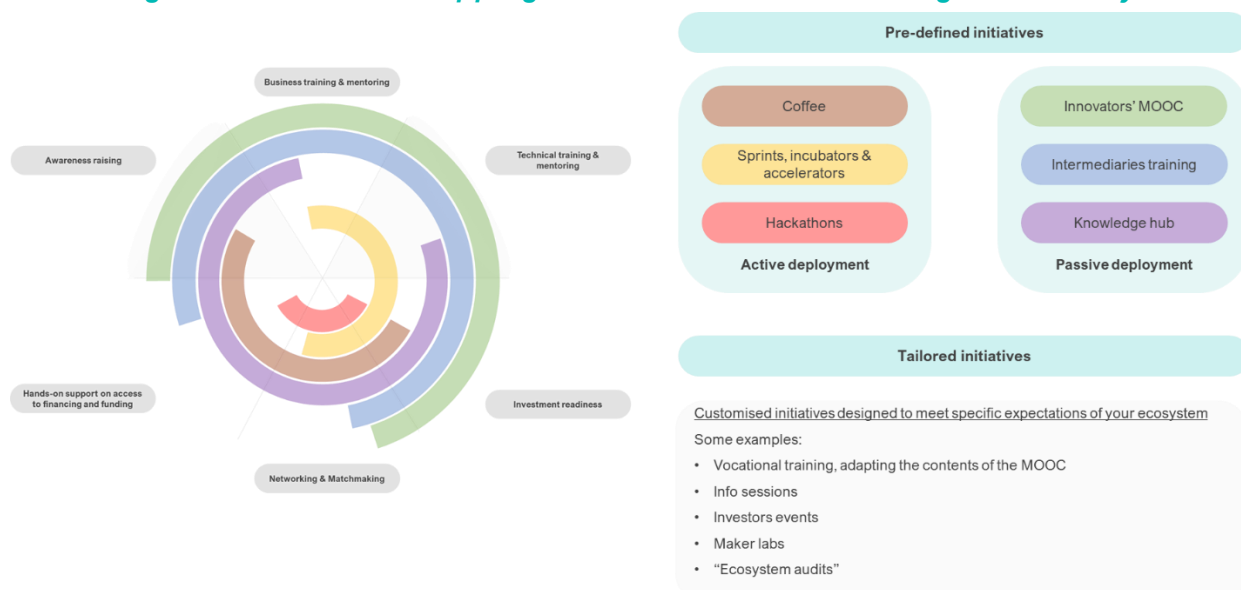 Business training & mentoring
Awareness raising
Technical training &
mentoring
Hands-on support on access
to financing and funding
Investment readiness
Networking & Matchmaking
Pre-defined initiatives
Coffee
Sprints, incubators &
accelerators
Hackathons
Active deployment
Innovators' MOOC
Intermediaries training
Knowledge hub
Passive deployment
Tailored initiatives
Customised initiatives designed to meet specific expectations of your ecosystem
Some examples:
• Vocational training, adapting the contents of the MOOC
• Info sessions
• Investors events
• Maker labs
• “Ecosystem audits”